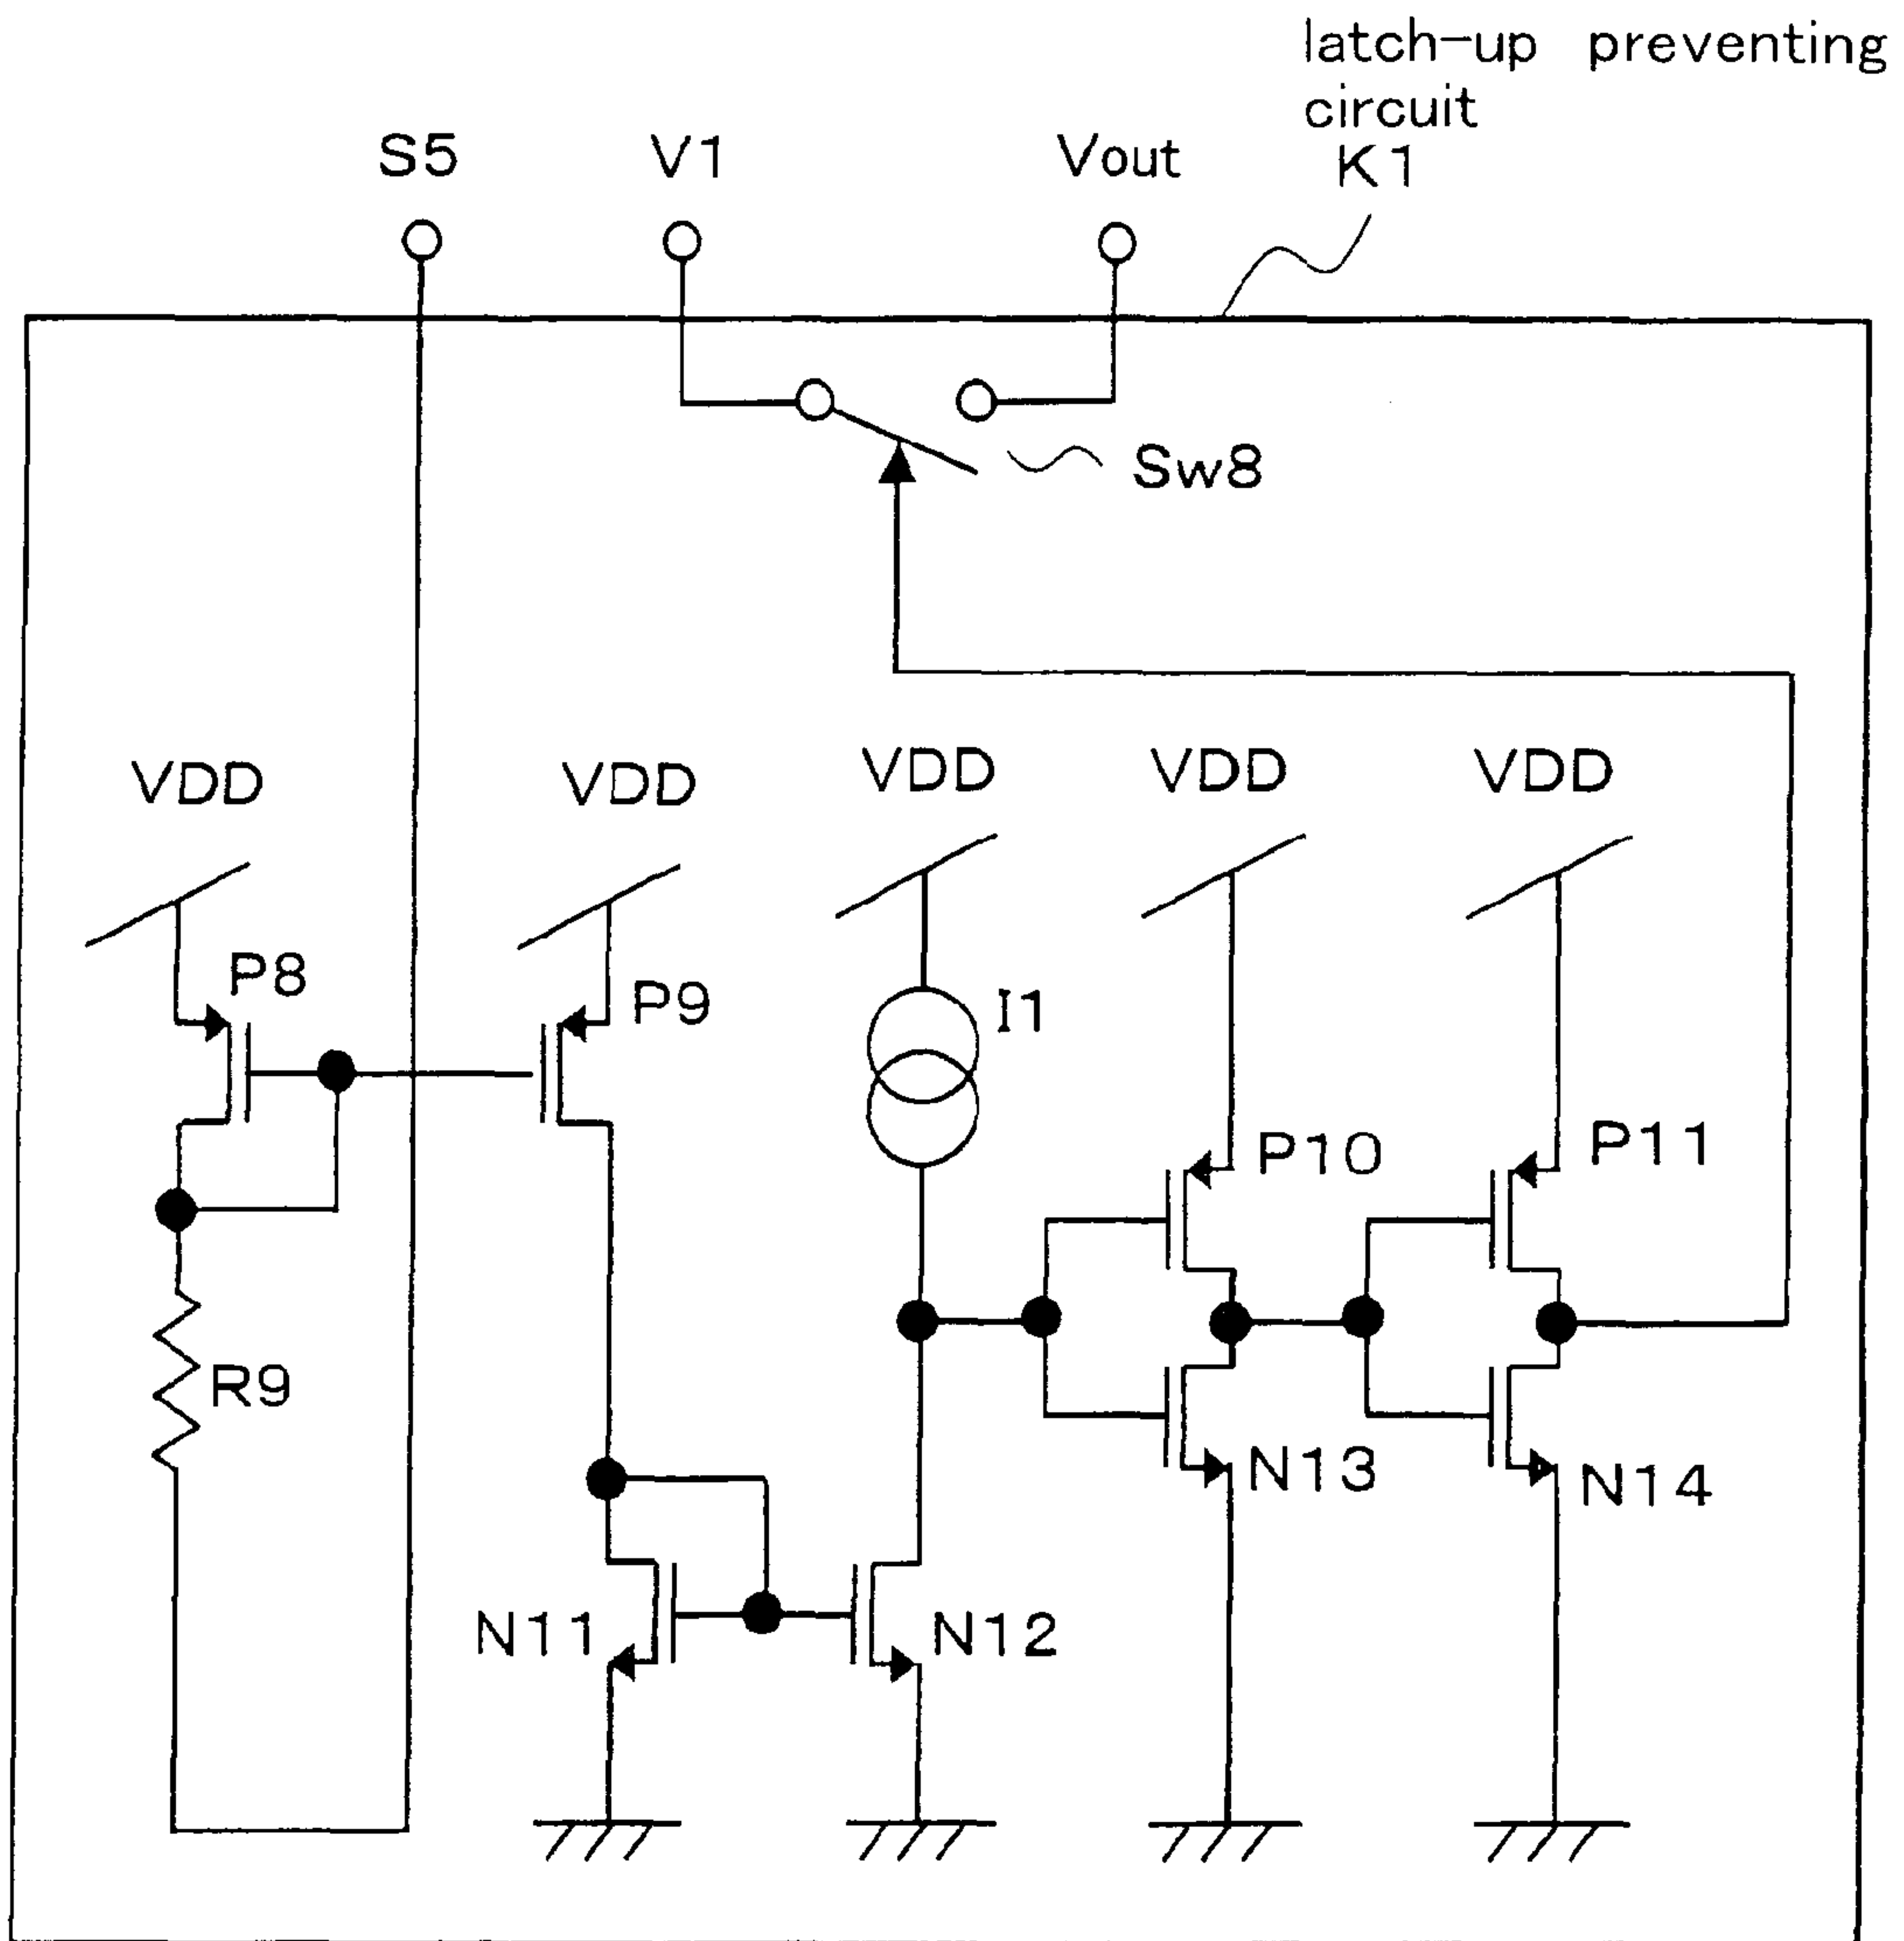 latch-up preventing
circuit
K1
S5 V1 Vout
Sw8
VDD VDD VDD VDD VDD
P8 P9 I1
P10 P11
R9
N13 N14
N11 N12